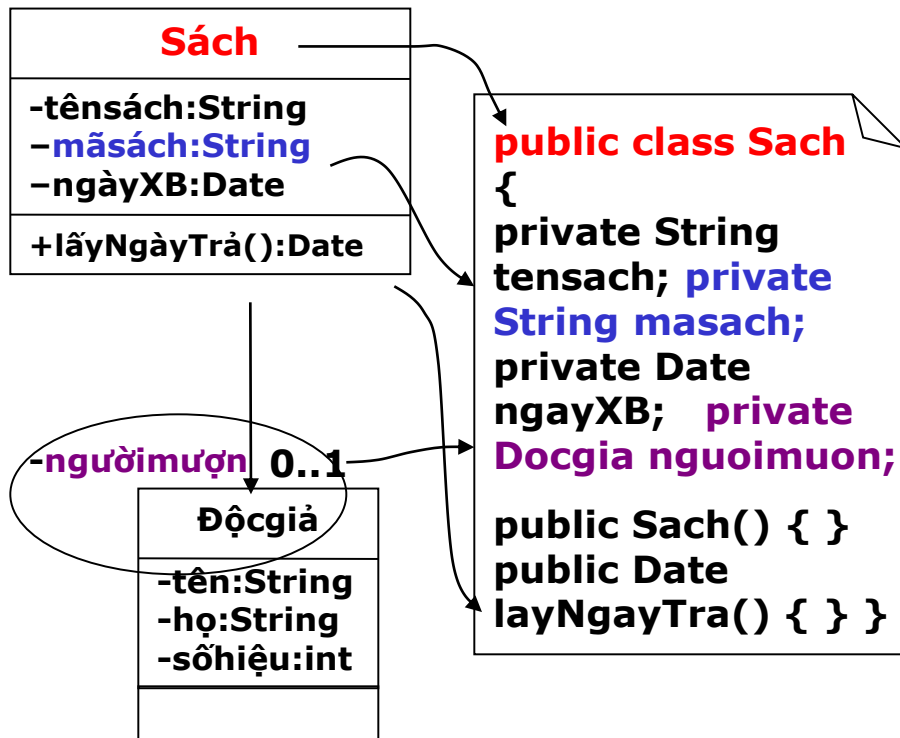 Sách
-tênsách:String
–mãsách:String
–ngàyXB:Date
+lấyNgàyTrả():Date
-ngườimượn 0..1
Độcgiả
-tên:String
-họ:String
-sốhiệu:int
public class Sach
{
private String
tensach; private
String masach;
private Date
ngayXB; private
Docgia nguoimuon;
public Sach() { }
public Date
layNgayTra() { } }